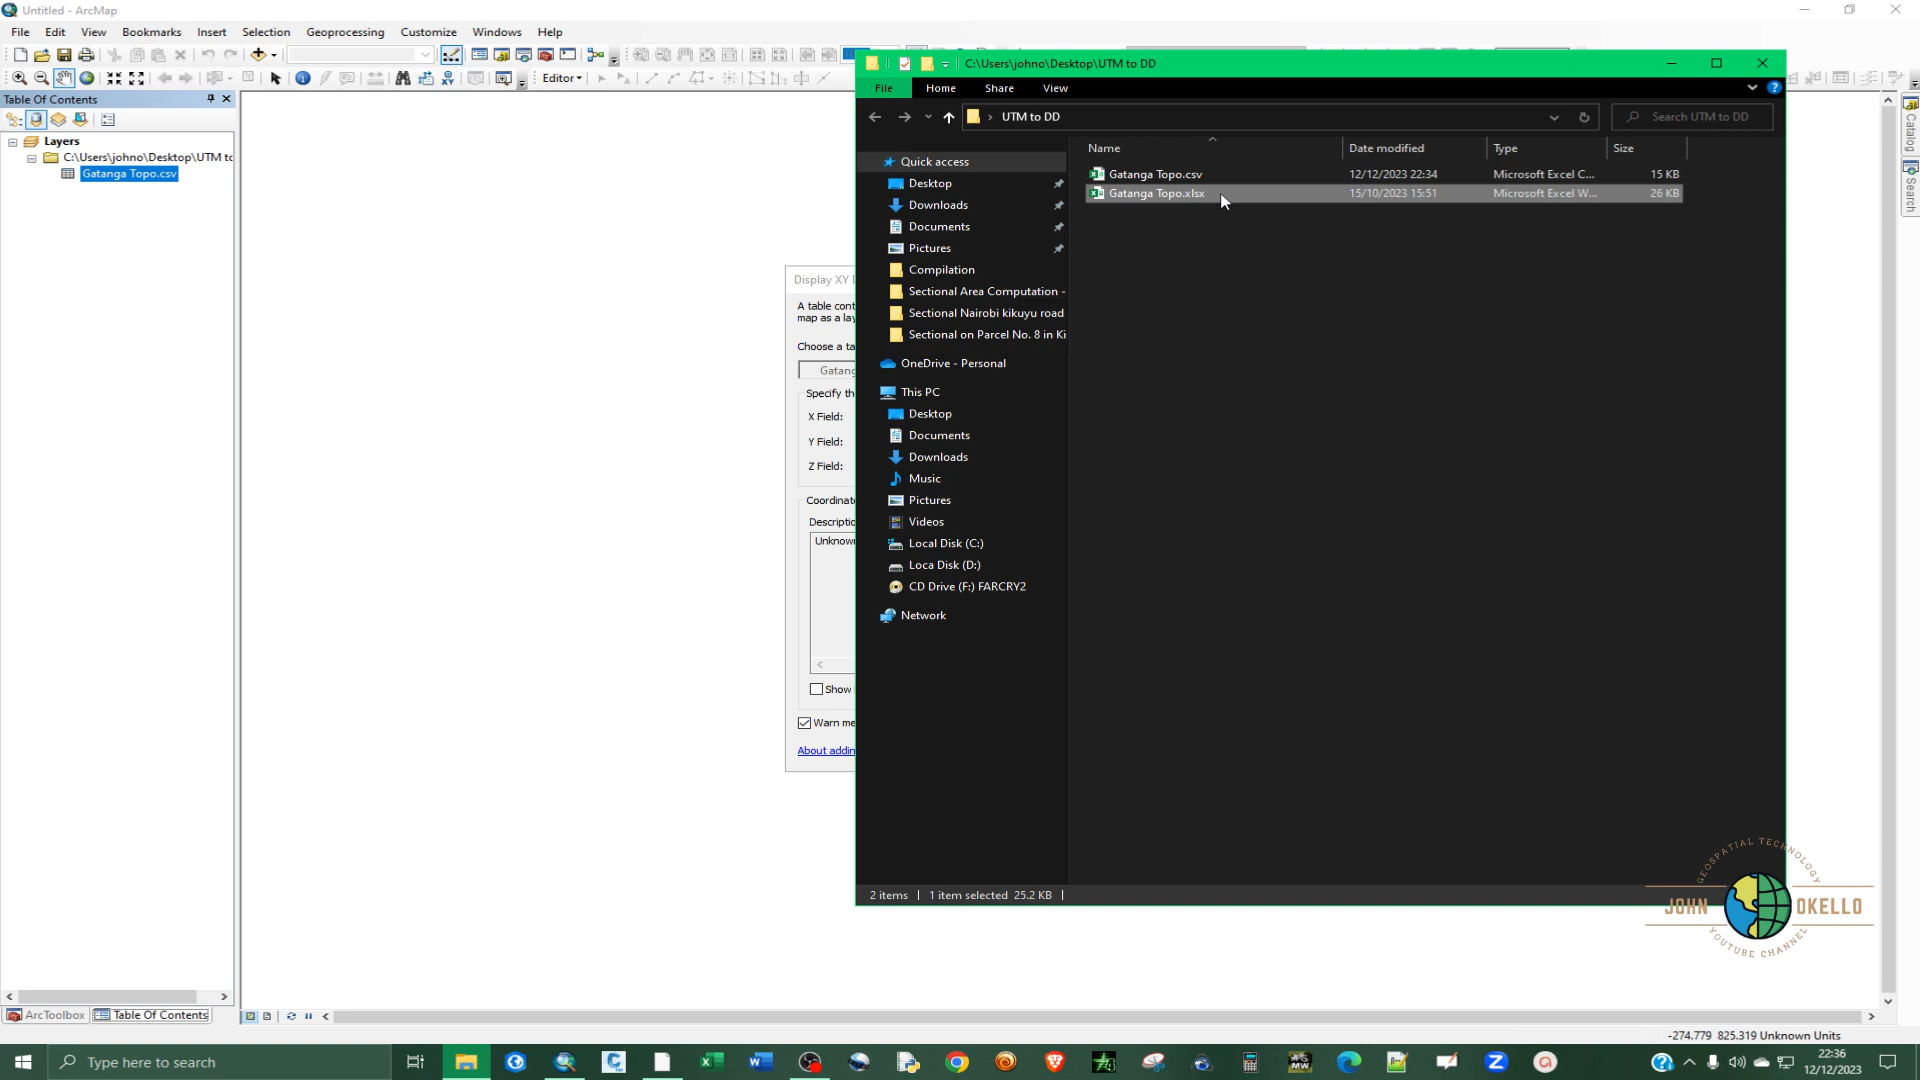 Untitled - ArcMap
File Edit View Bookmarks Insert Selection Geoprocessing Customize Windows Help
Editor
Table Of Contents
Layers
C:\Users\johno\Desktop\UTM to
Gatanga Topo.csv
Display XY
A table cont
map as a lay
Choose a ta
Gatang
Specify th
X Field:
Y Field:
Z Field:
Coordinat
Descriptio
Unknow
Show
Warn me
About addin
C:\Users\johno\Desktop\UTM to DD
File Home Share View
UTM to DD
Search UTM to DD
Name Date modified Type Size
Gatanga Topo.csv 12/12/2023 22:34 Microsoft Excel C... 15 KB
Gatanga Topo.xlsx 15/10/2023 15:51 Microsoft Excel W... 26 KB
Quick access
Desktop
Downloads
Documents
Pictures
Compilation
Sectional Area Computation -
Sectional Nairobi kikuyu road
Sectional on Parcel No. 8 in Ki
OneDrive - Personal
This PC
Desktop
Documents
Downloads
Music
Pictures
Videos
Local Disk (C:)
Loca Disk (D:)
CD Drive (F:) FARCRY2
Network
2 items 1 item selected 25.2 KB
Catalog
Search
GEOSPATIAL TECHNOLOGY
JOHN OKELLO
YOUTUBE CHANNEL
ArcToolbox Table Of Contents
-274.779 825.319 Unknown Units
Type here to search
22:36
12/12/2023